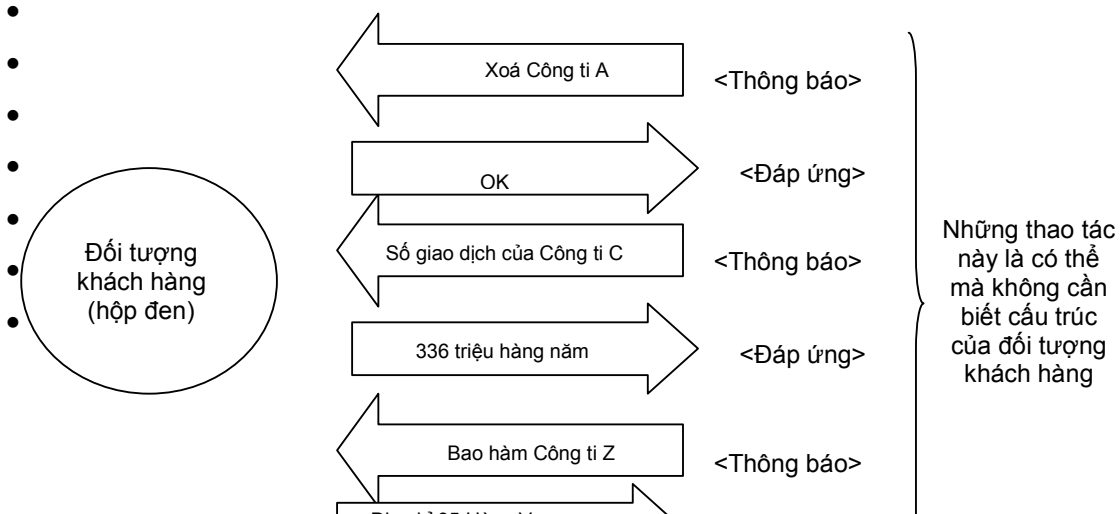 Xoá Công ti A
<Thông báo>
OK
<Đáp ứng>
Số giao dịch của Công ti C
<Thông báo>
336 triệu hàng năm
<Đáp ứng>
Bao hàm Công ti Z
<Thông báo>
Đối tượng
khách hàng
(hộp đen)
Những thao tác
này là có thể
mà không cần
biết cấu trúc
của đối tượng
khách hàng